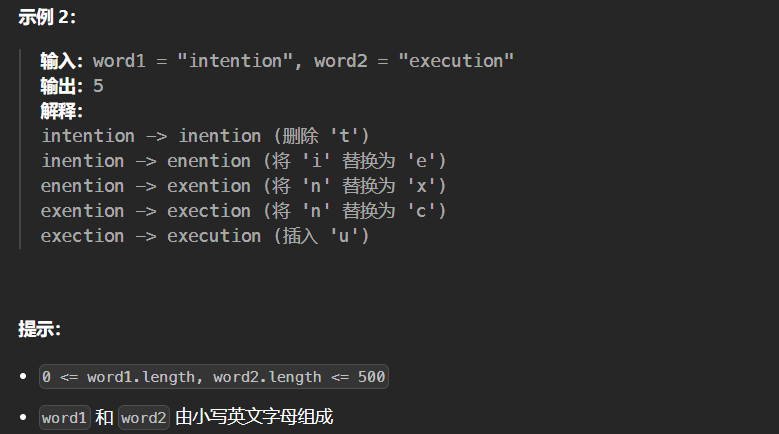 示例 2：
输入：word1 = "intention", word2 = "execution"
输出：5
解释：
intention -> inention (删除 't')
inention -> enention (将 'i' 替换为 'e')
enention -> exention (将 'n' 替换为 'x')
exention -> exection (将 'n' 替换为 'c')
exection -> execution (插入 'u')
提示：
• 0 <= word1.length, word2.length <= 500
• word1 和 word2 由小写英文字母组成